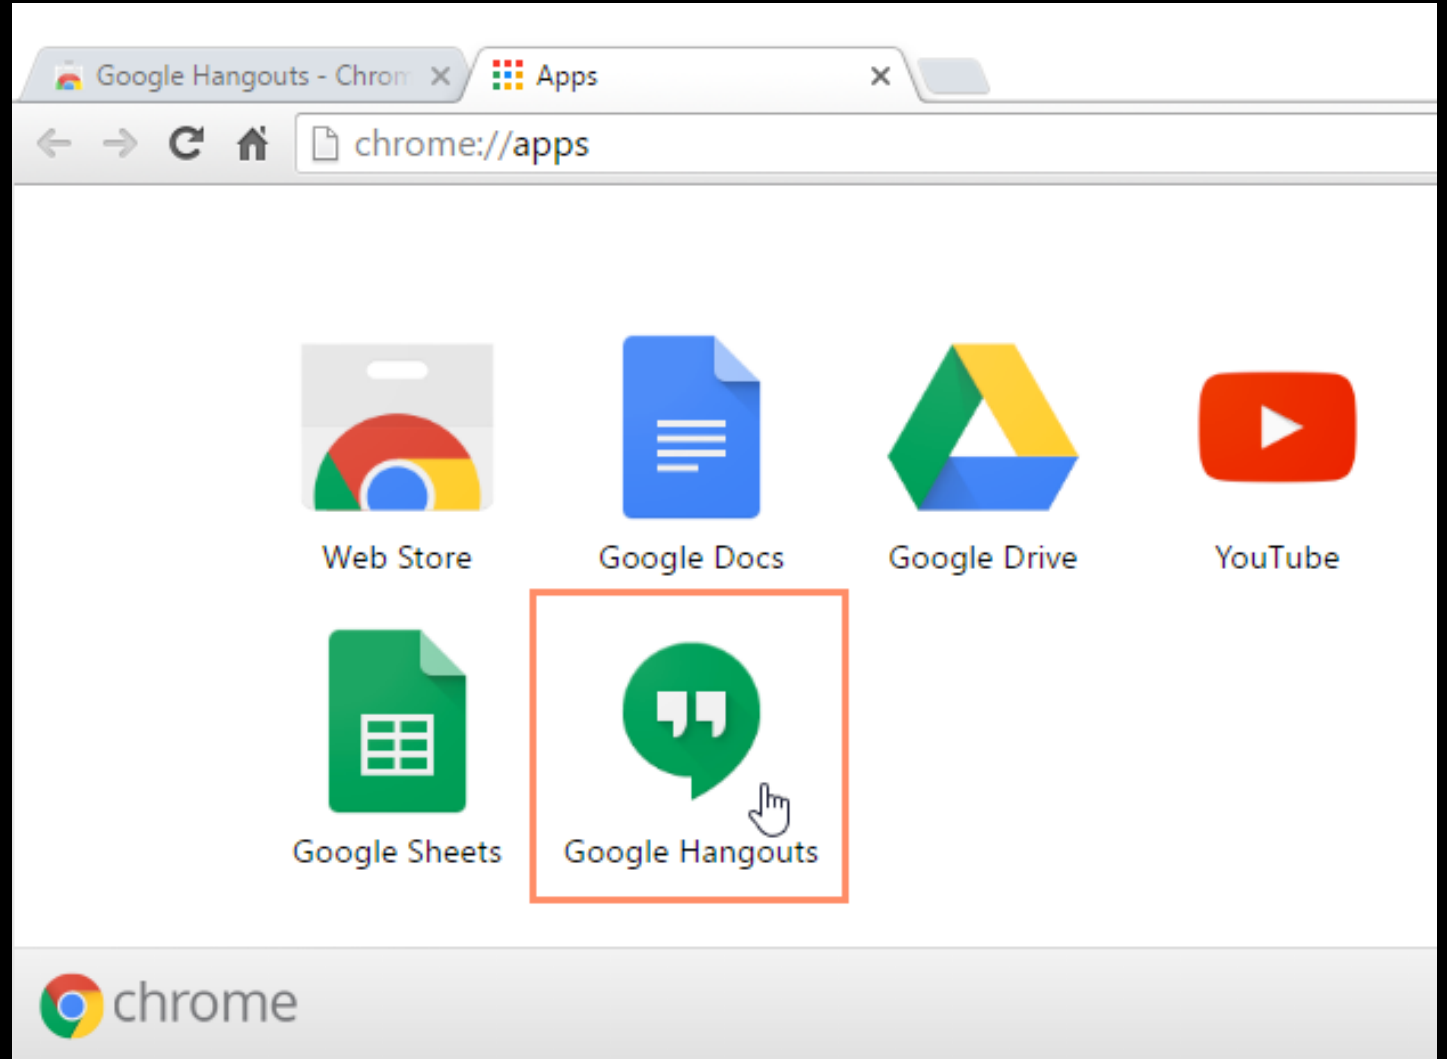 Google Hangouts - Chrom
Apps
chrome://apps
Web Store
Google Docs
Google Drive
YouTube
Google Sheets
Google Hangouts
chrome